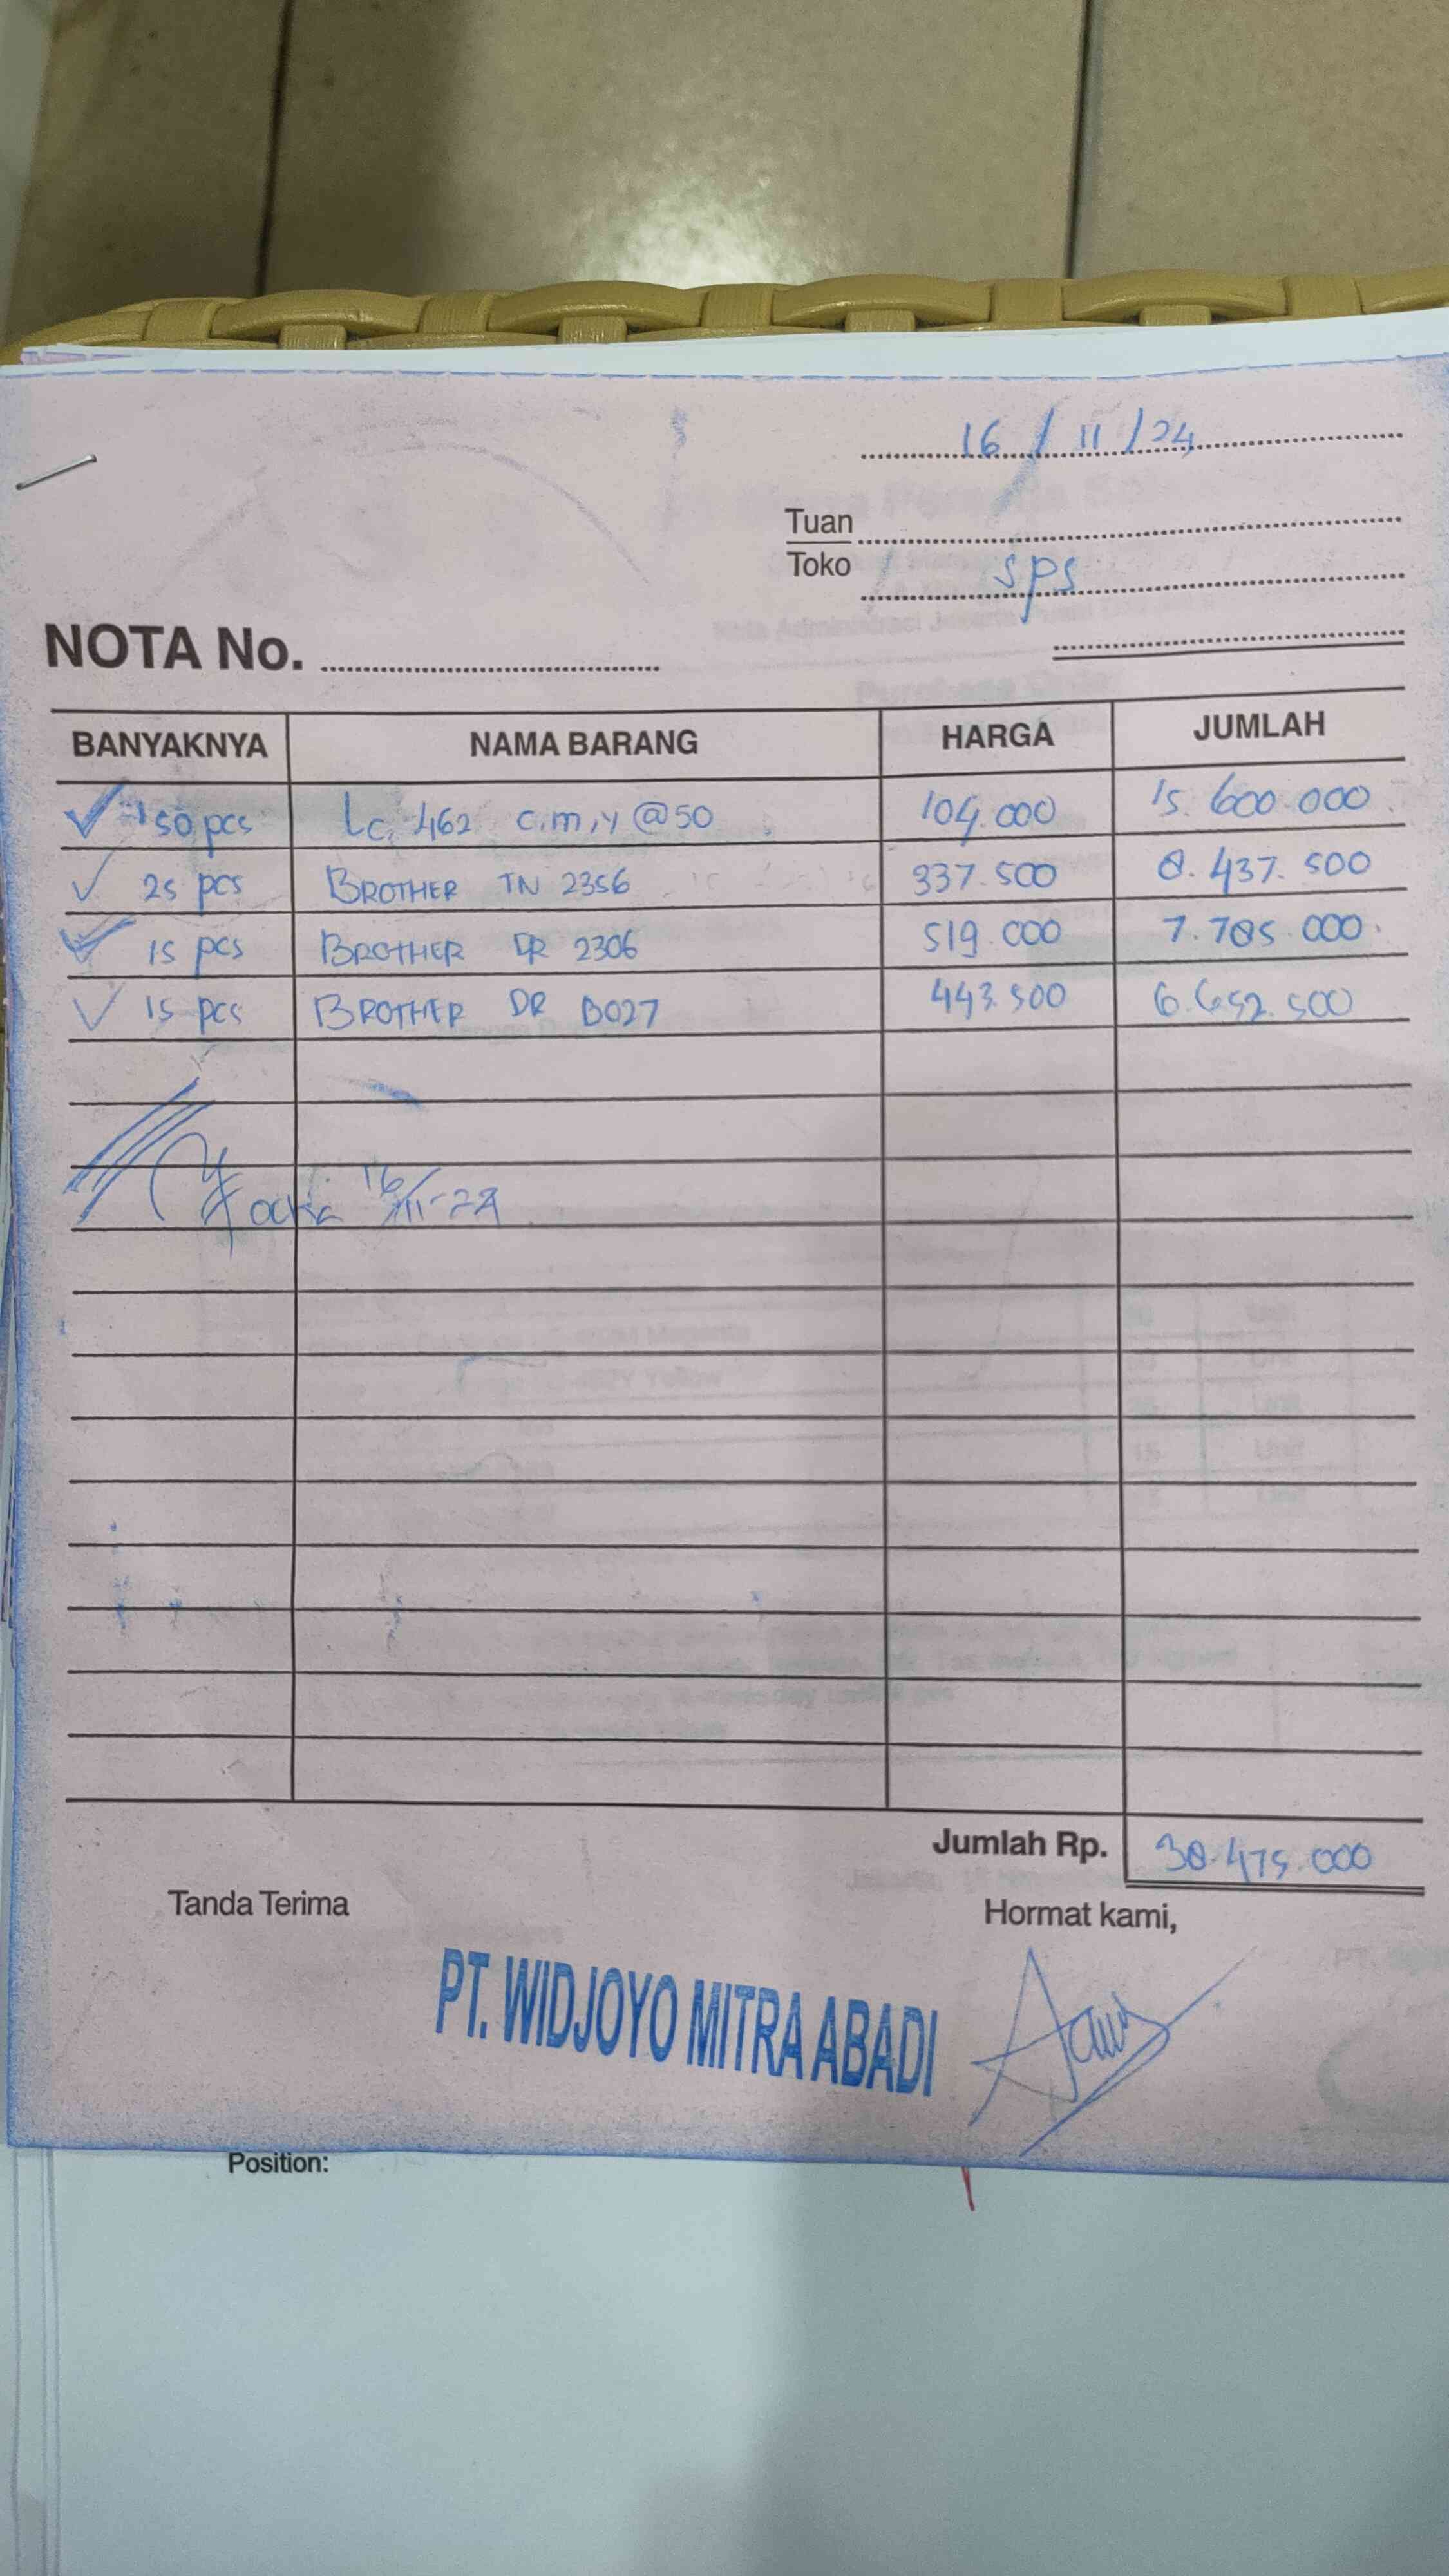 16 / 11 / 24
Tuan
Toko sps
NOTA No.
BANYAKNYA NAMA BARANG HARGA JUMLAH
150 pcs Lc. 462 c,m,y @50 104.000 15.600.000
25 pcs BROTHER TN 2356 337.500 8.437.500
15 pcs BROTHER DR 2306 519.000 7.785.000
15 pcs BROTHER DR B027 443.500 6.652.500
16/11-24
Jumlah Rp. 38.475.000
Tanda Terima Hormat kami,
PT. WIDJOYO MITRA ABADI
Position: